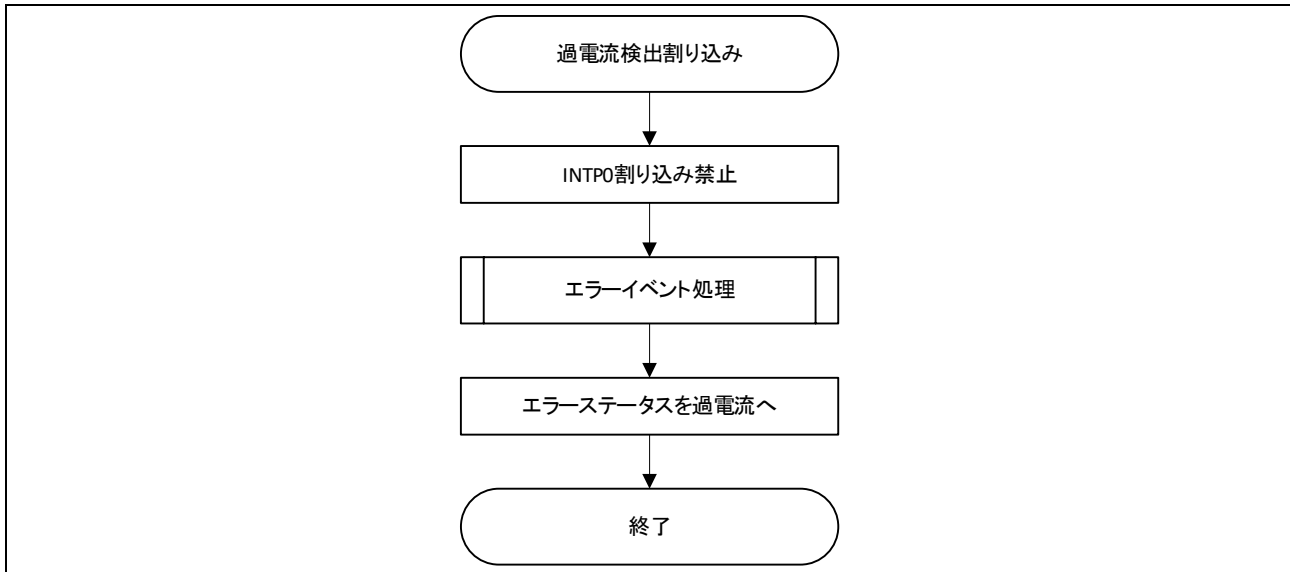 過電流検出割り込み
INTP0割り込み禁止
エラーイベント処理
エラーステータスを過電流へ
終了